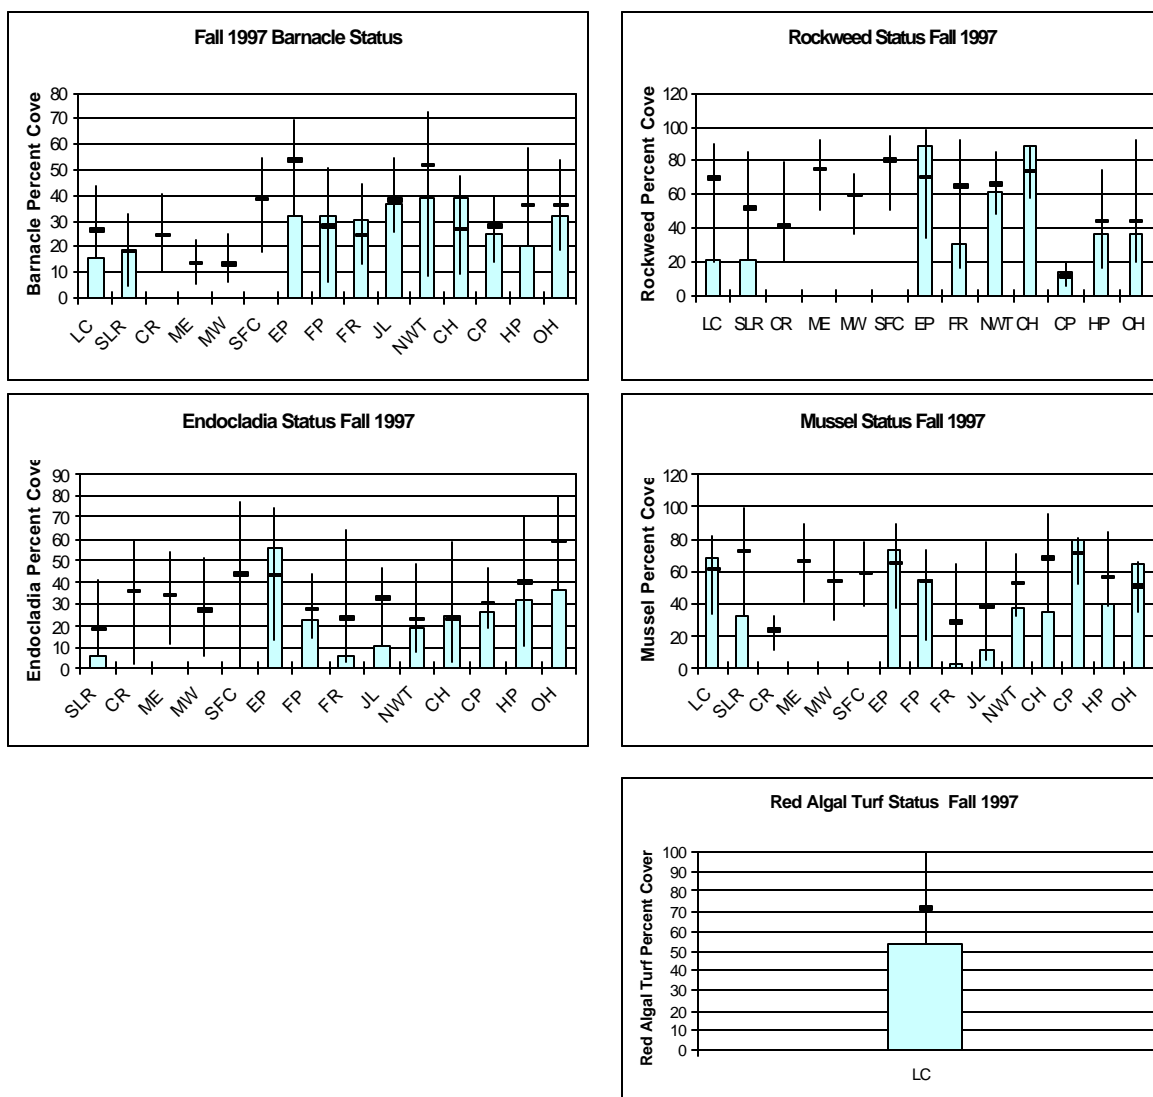 Fall 1997 Barnacle Status
Barnacle Percent Cove
80
70
60
50
40
30
20
10
0
LC SLR CR ME MW SFC EP FP FR JL NWT CH CP HP OH
Rockweed Status Fall 1997
Rockweed Percent Cove
120
100
80
60
40
20
0
LC SLR CR ME MW SFC EP FR NWT CH CP HP OH
Endocladia Status Fall 1997
Endocladia Percent Cove
90
80
70
60
50
40
30
20
10
0
SLR CR ME MW SFC EP FP FR JL NWT CH CP HP OH
Mussel Status Fall 1997
Mussel Percent Cove
120
100
80
60
40
20
0
LC SLR CR ME MW SFC EP FP FR JL NWT CH CP HP OH
Red Algal Turf Status Fall 1997
Red Algal Turf Percent Cover
100
90
80
70
60
50
40
30
20
10
0
LC